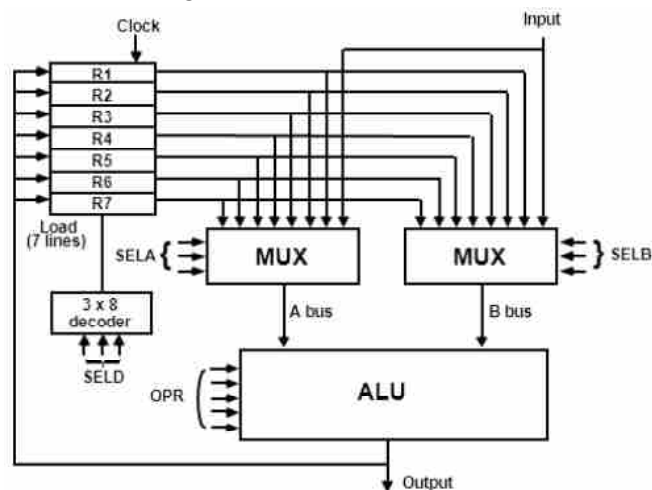 Clock
Input
R1
R2
R3
R4
R5
R6
R7
Load
(7 lines)
SELA
MUX
MUX
SELB
3 x 8
decoder
A bus
B bus
SELD
OPR
ALU
Output